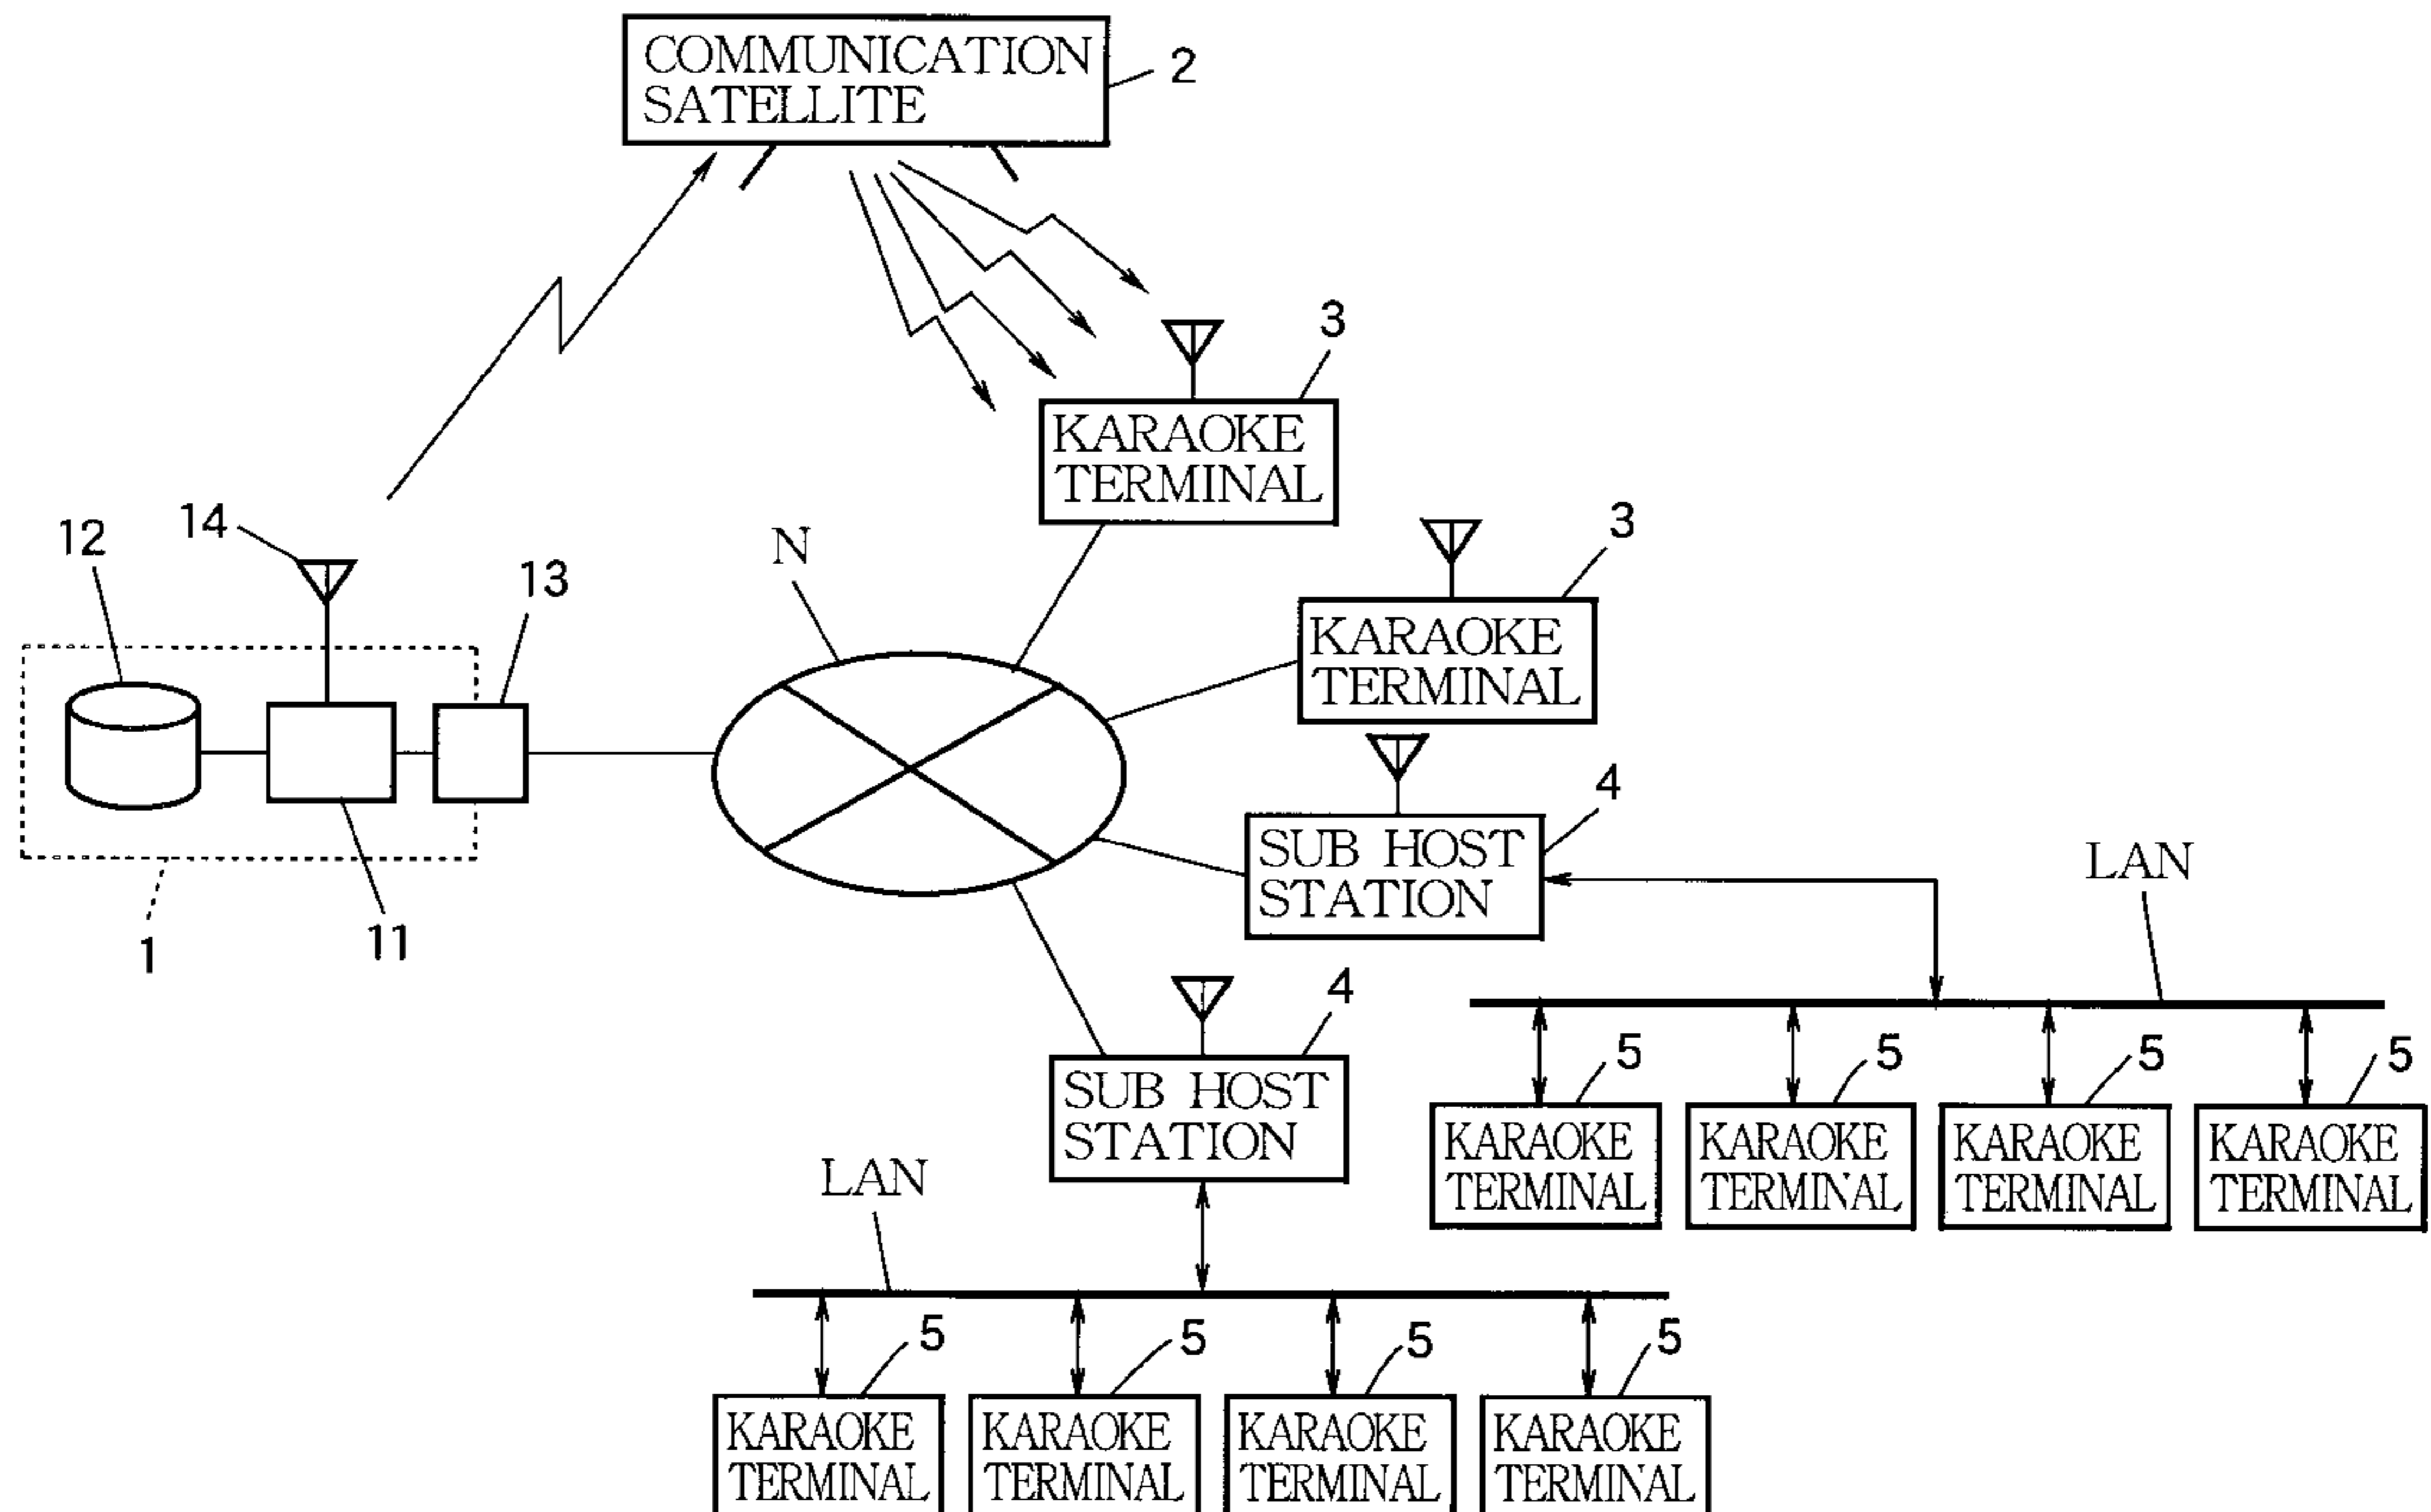 COMMUNICATION
SATELLITE
2
3
KARAOKE
TERMINAL
12
14
13
N
3
KARAOKE
TERMINAL
4
SUB HOST
STATION
LAN
1
11
4
SUB HOST
STATION
5
5
5
5
KARAOKE
TERMINAL
KARAOKE
TERMINAL
KARAOKE
TERMINAL
KARAOKE
TERMINAL
LAN
5
5
5
5
KARAOKE
TERMINAL
KARAOKE
TERMINAL
KARAOKE
TERMINAL
KARAOKE
TERMINAL